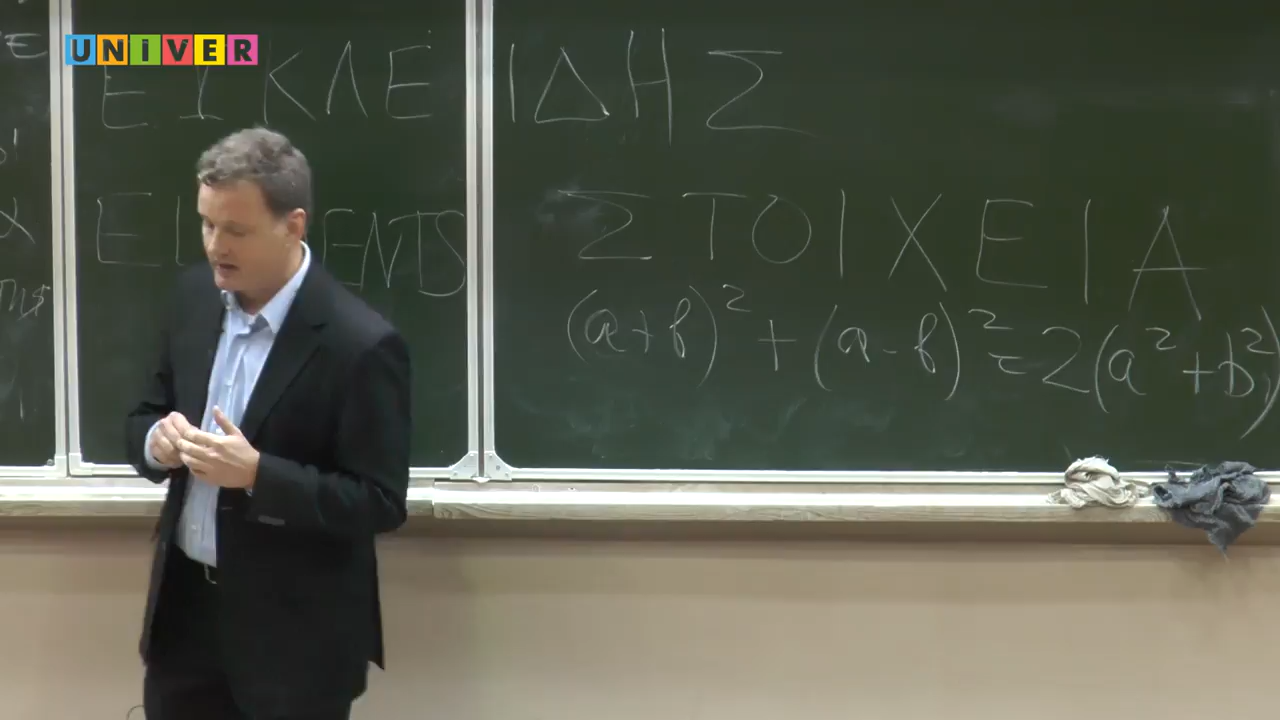 UNIVER
ΕΥΚΛΕΙΔΗΣ
ΣΤΟΙΧΕΙΑ
(a+b)² + (a-b)² = 2(a² + b²)